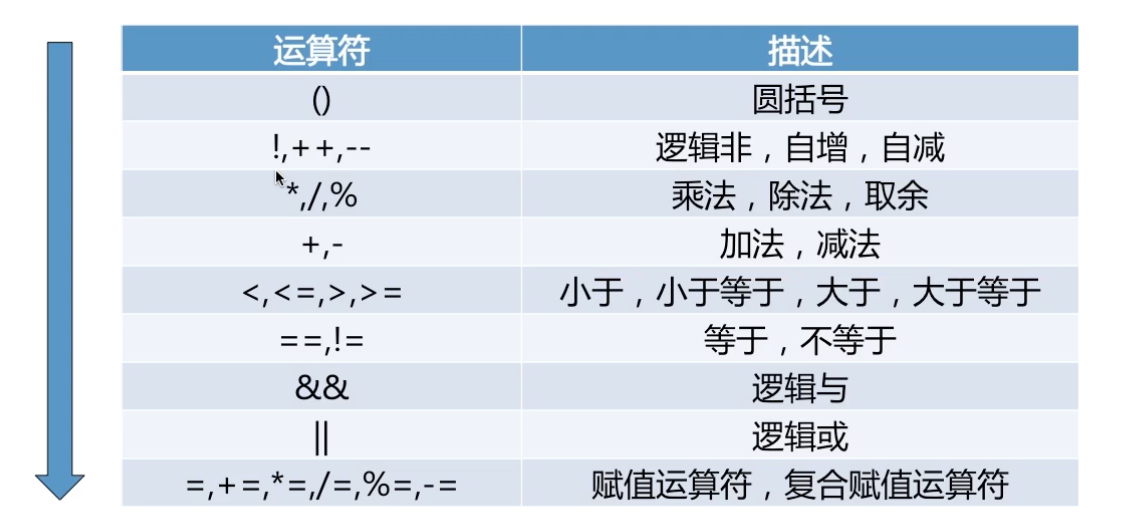 运算符 描述
() 圆括号
!,++,-- 逻辑非，自增，自减
*,/,% 乘法，除法，取余
+,- 加法，减法
<,<=,>,>= 小于，小于等于，大于，大于等于
==,!= 等于，不等于
&& 逻辑与
|| 逻辑或
=,+=,*=,/=,%=,-= 赋值运算符，复合赋值运算符